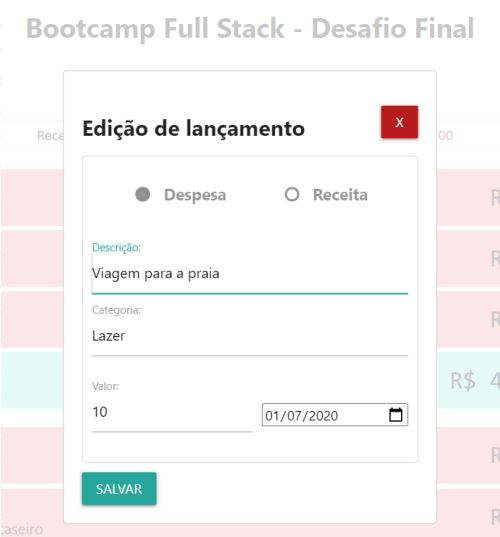 Bootcamp Full Stack - Desafio Final
Edição de lançamento
X
Rece
00
Despesa
Receita
R
Descrição:
Viagem para a praia
R
Categoria:
Lazer
R
R$ 4
Valor:
10
01/07/2020
R
SALVAR
R
caseiro